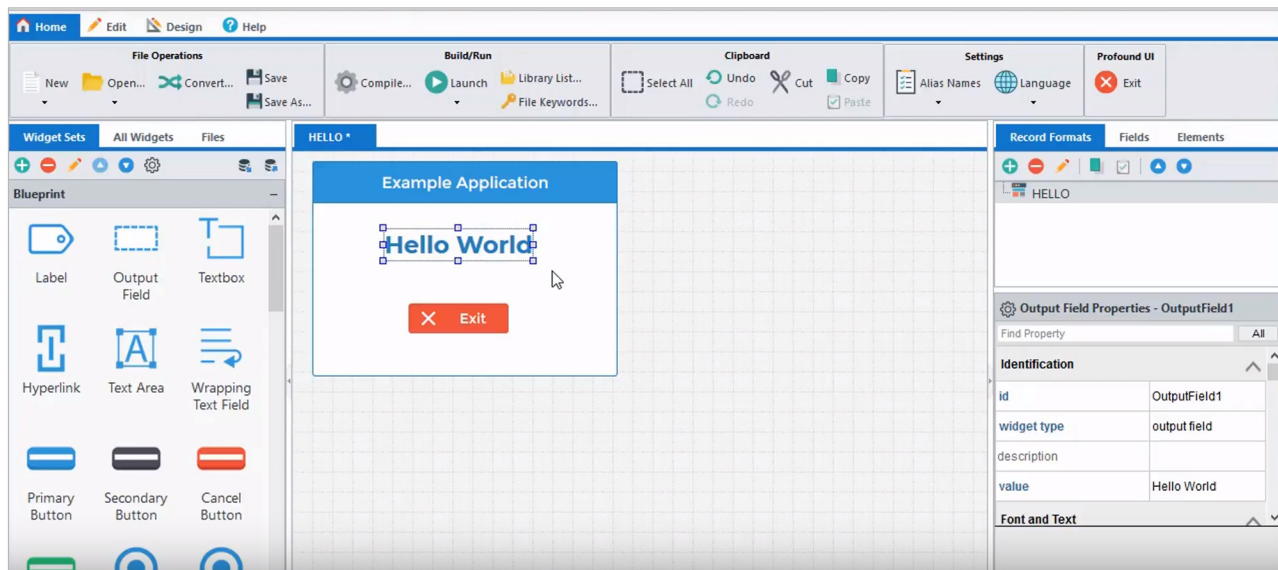 Home Edit Design Help
File Operations Build/Run Clipboard Settings Profound UI
New Open... Convert... Save Compile... Launch Library List... Select All Undo Cut Copy Alias Names Language Exit
Save As... File Keywords... Redo Paste
Widget Sets All Widgets Files HELLO * Record Formats Fields Elements
Blueprint
HELLO
Example Application
Hello World
Exit
Label Output Field Textbox
Hyperlink Text Area Wrapping Text Field
Primary Button Secondary Button Cancel Button
Output Field Properties - OutputField1
Find Property All
Identification
id OutputField1
widget type output field
description
value Hello World
Font and Text